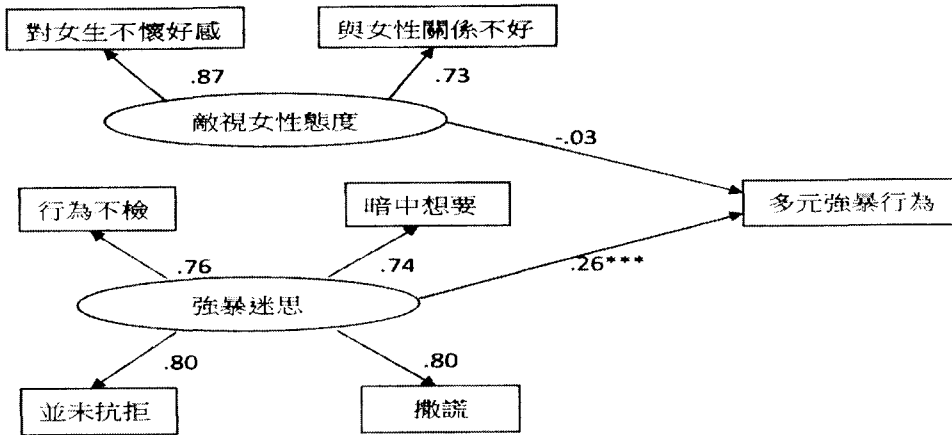 對女生不懷好感
與女性關係不好
.87
.73
敵視女性態度
-.03
行為不檢
暗中想要
多元強暴行為
.76
.74
.26***
強暴迷思
.80
.80
並未抗拒
撒謊